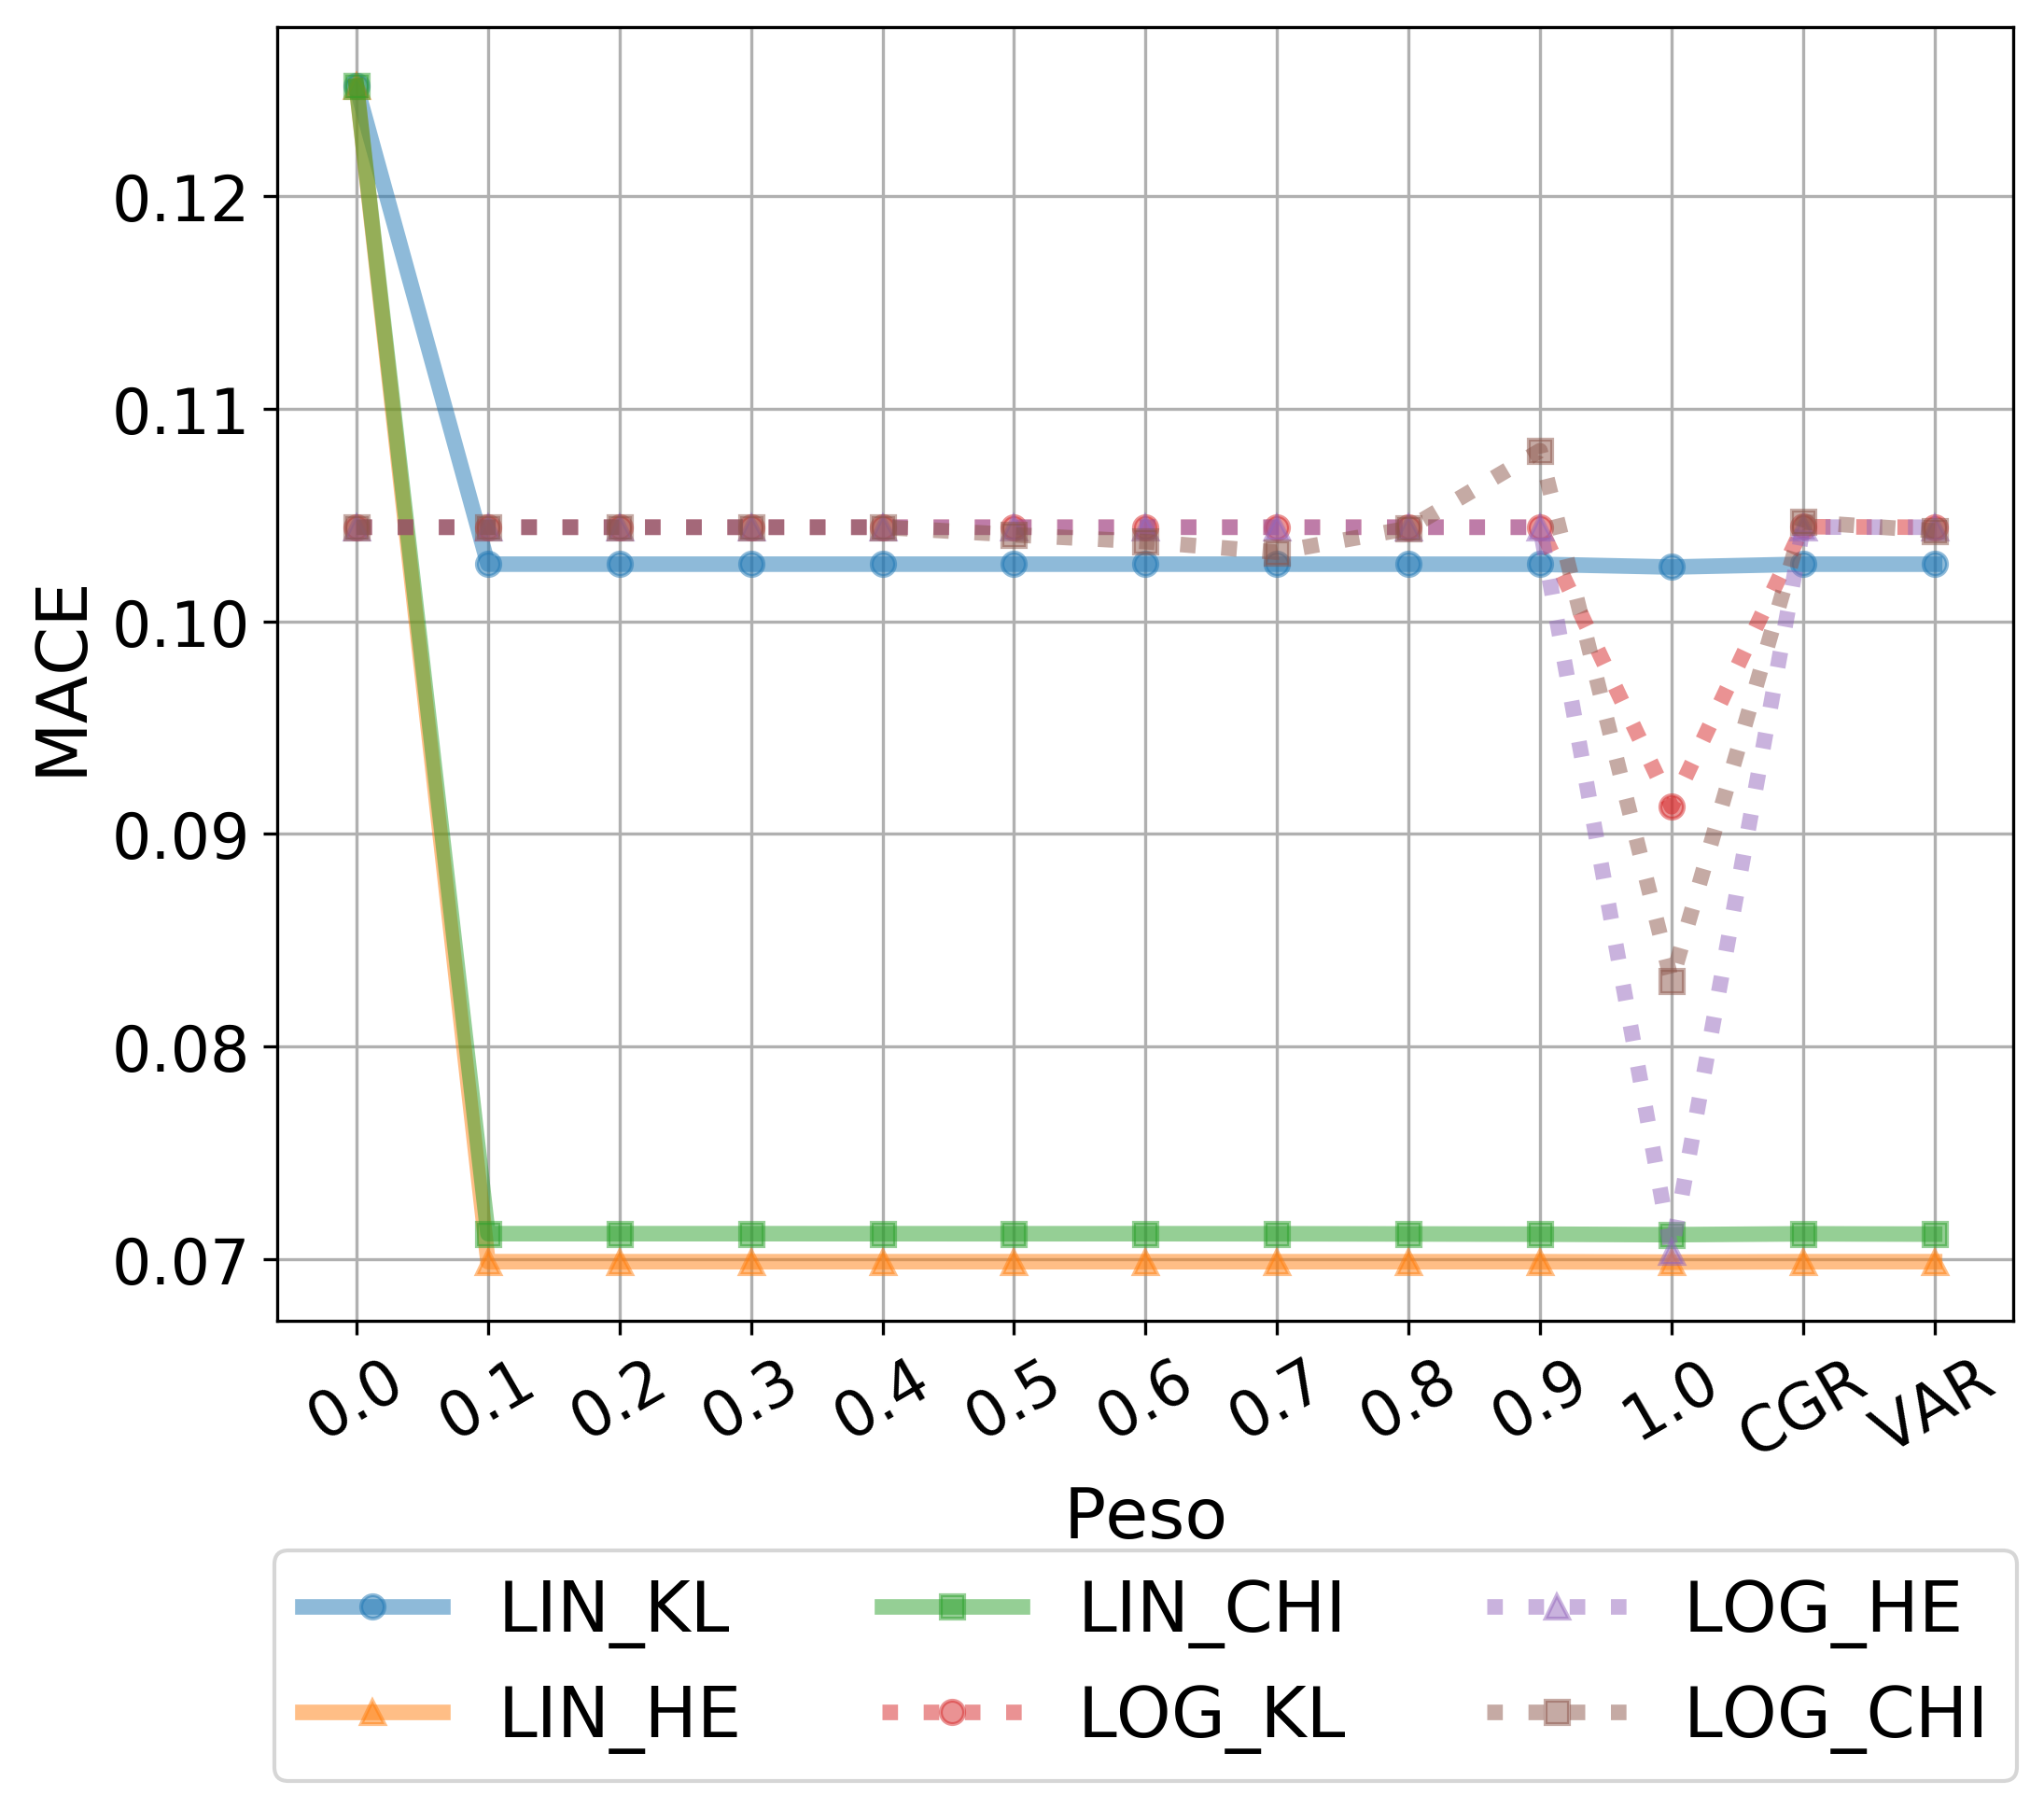 MACE
0.12
0.11
0.10
0.09
0.08
0.07
0.0 0.1 0.2 0.3 0.4 0.5 0.6 0.7 0.8 0.9 1.0 CGR VAR
Peso
LIN_KL LIN_CHI LOG_HE
LIN_HE LOG_KL LOG_CHI